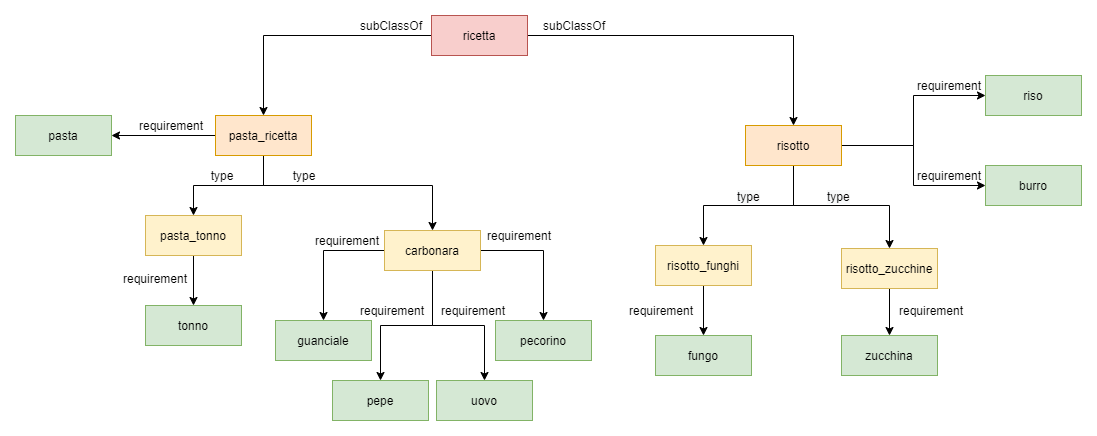 subClassOf
ricetta
subClassOf
requirement
riso
pasta
requirement
pasta_ricetta
risotto
type
type
requirement
burro
type
type
pasta_tonno
requirement
carbonara
requirement
risotto_funghi
risotto_zucchine
requirement
requirement
requirement
requirement
requirement
tonno
guanciale
pecorino
fungo
zucchina
pepe
uovo